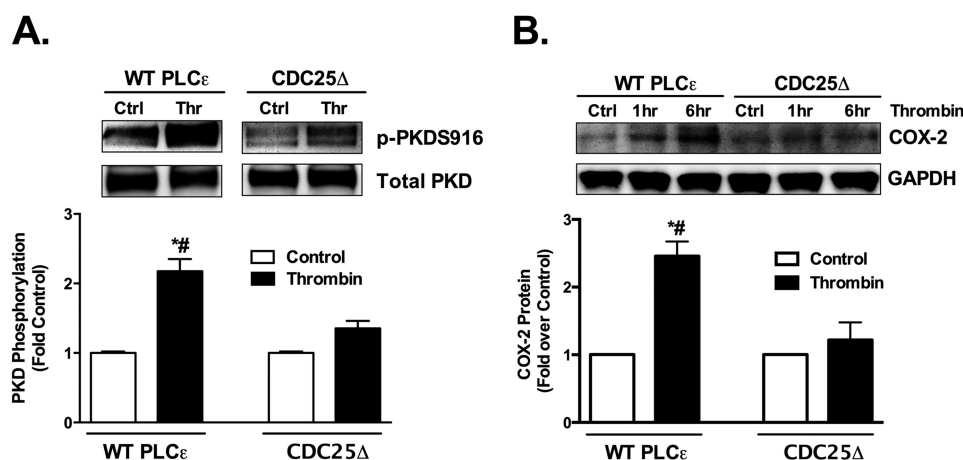 A.
WT PLCε CDC25Δ
Ctrl Thr Ctrl Thr
p-PKDS916
Total PKD
PKD Phosphorylation
(Fold Control)
3
2
1
0
*#
Control
Thrombin
WT PLCε CDC25Δ
B.
WT PLCε CDC25Δ
Ctrl 1hr 6hr Ctrl 1hr 6hr Thrombin
COX-2
GAPDH
COX-2 Protein
(Fold over Control)
3
2
1
0
*#
Control
Thrombin
WT PLCε CDC25Δ